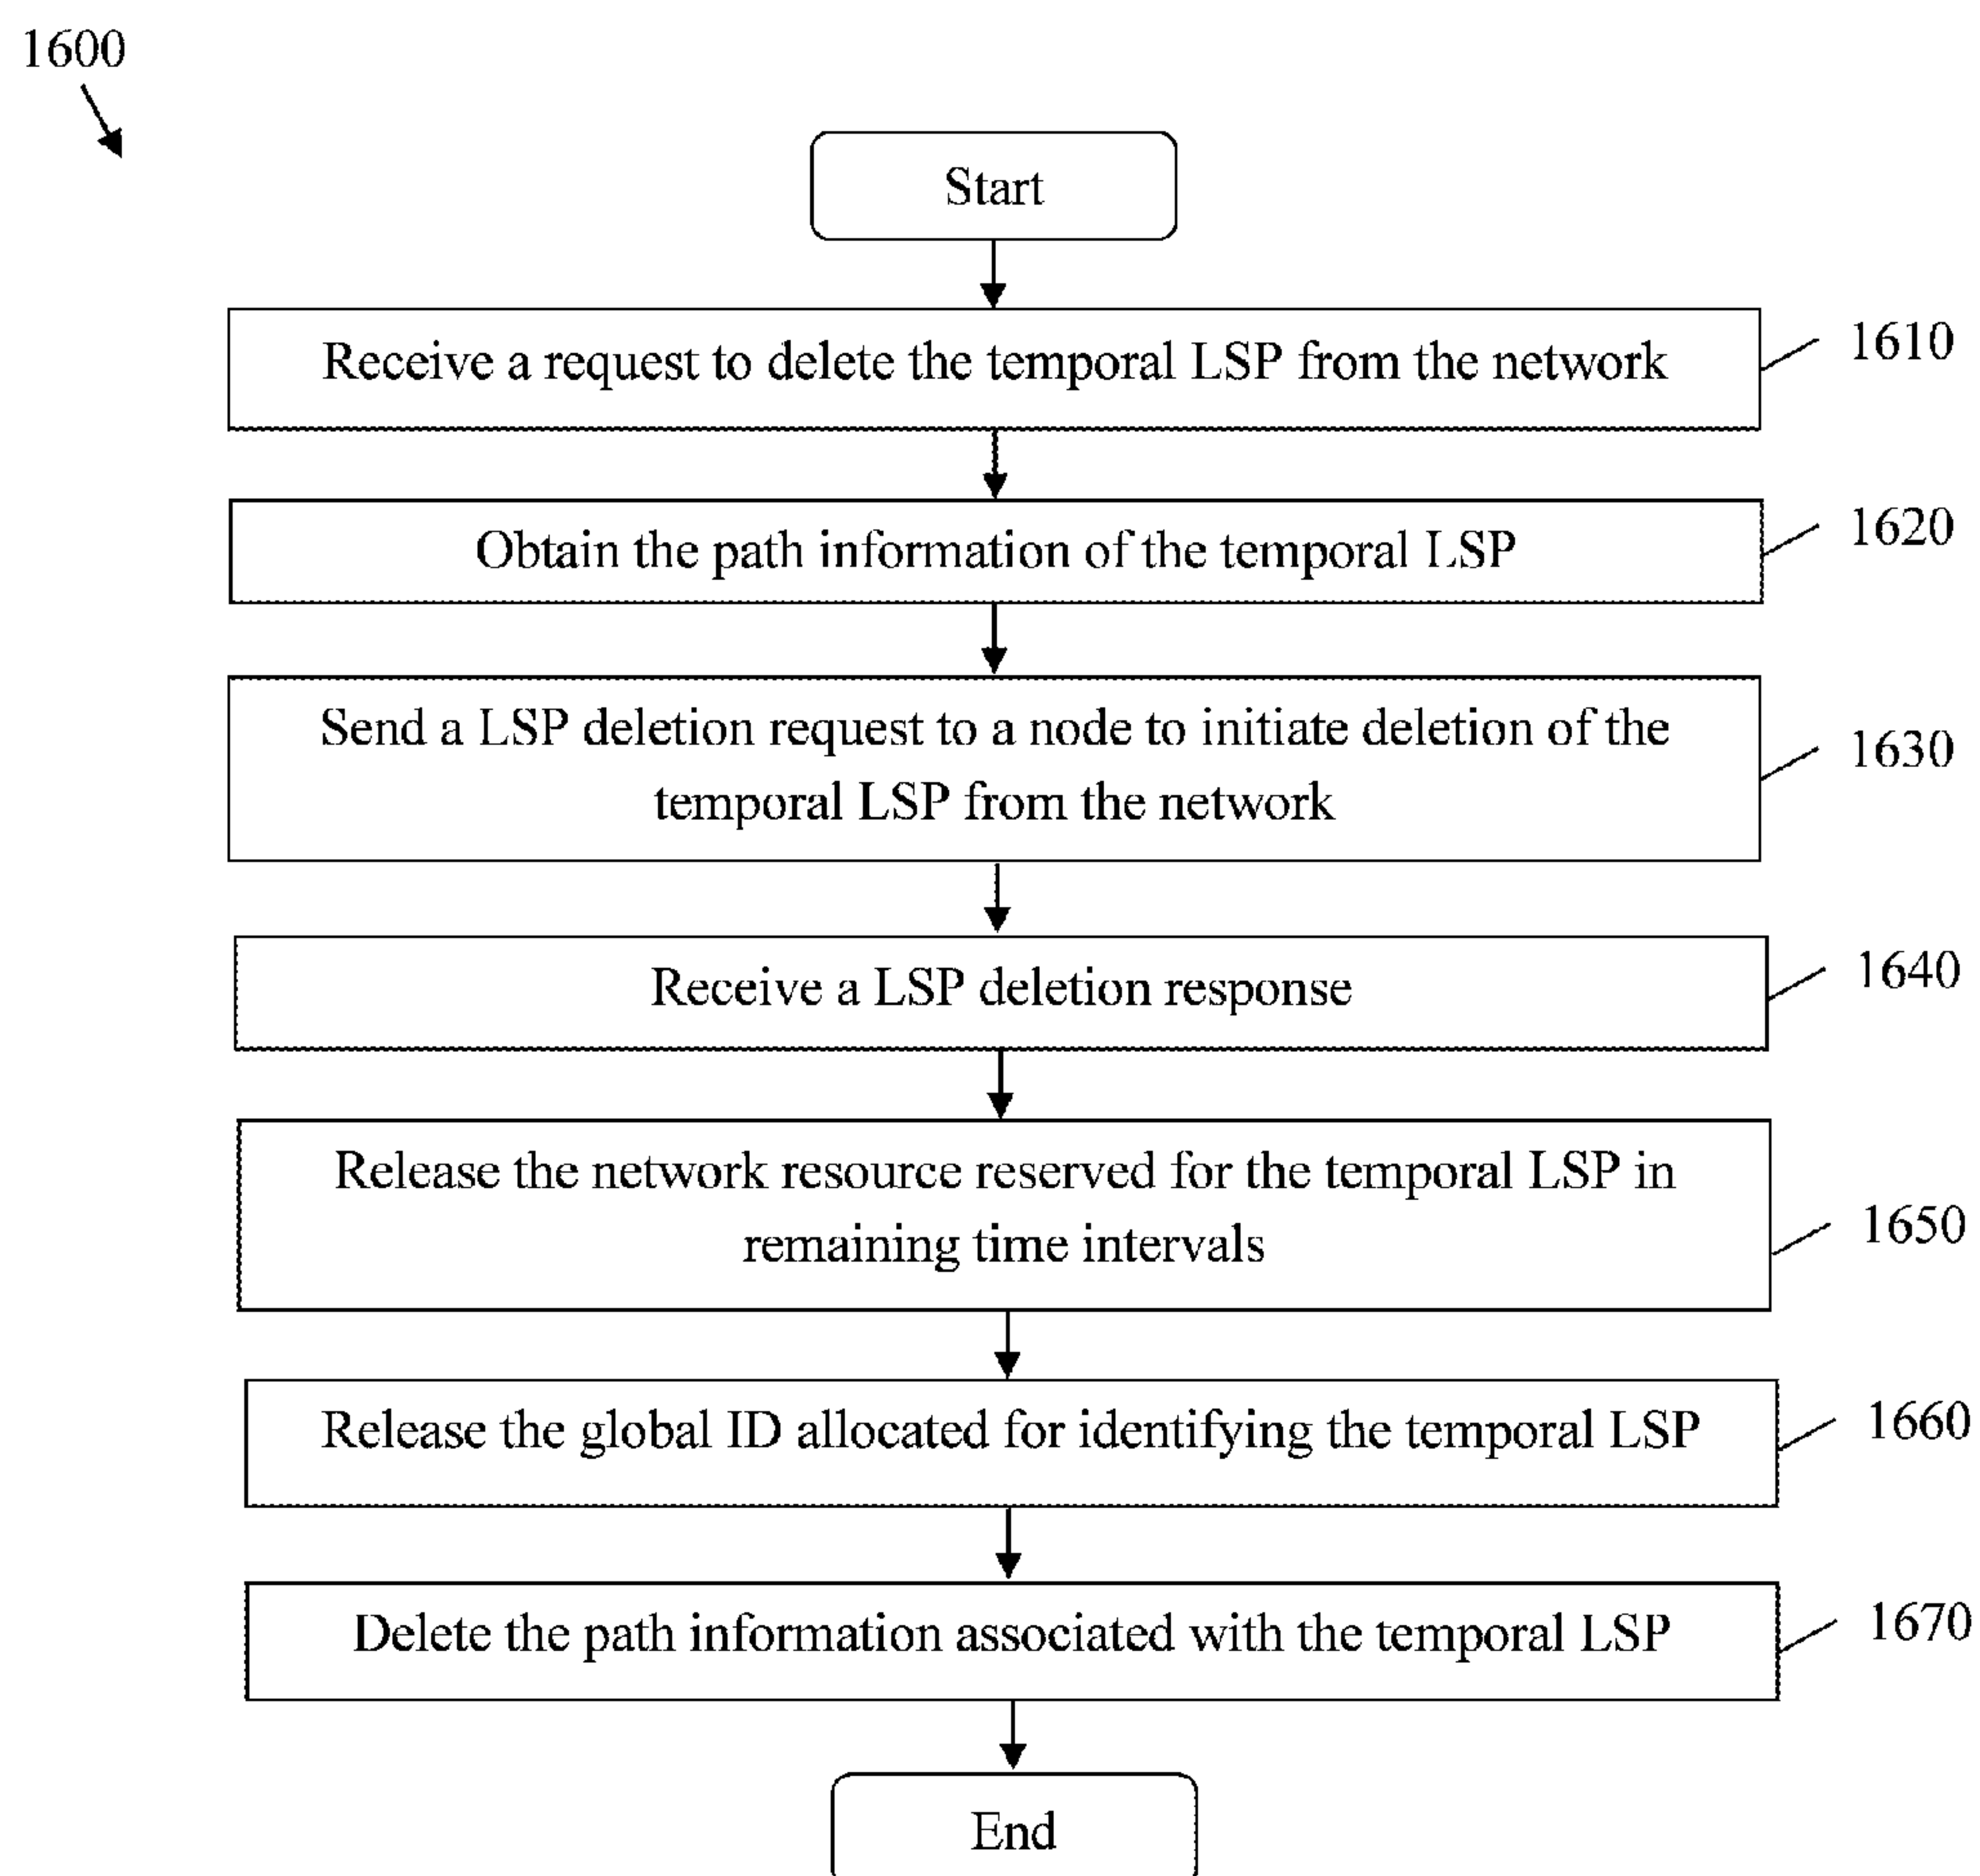 1600
Start
Receive a request to delete the temporal LSP from the network
1610
Obtain the path information of the temporal LSP
1620
Send a LSP deletion request to a node to initiate deletion of the
temporal LSP from the network
1630
Receive a LSP deletion response
1640
Release the network resource reserved for the temporal LSP in
remaining time intervals
1650
Release the global ID allocated for identifying the temporal LSP
1660
Delete the path information associated with the temporal LSP
1670
End